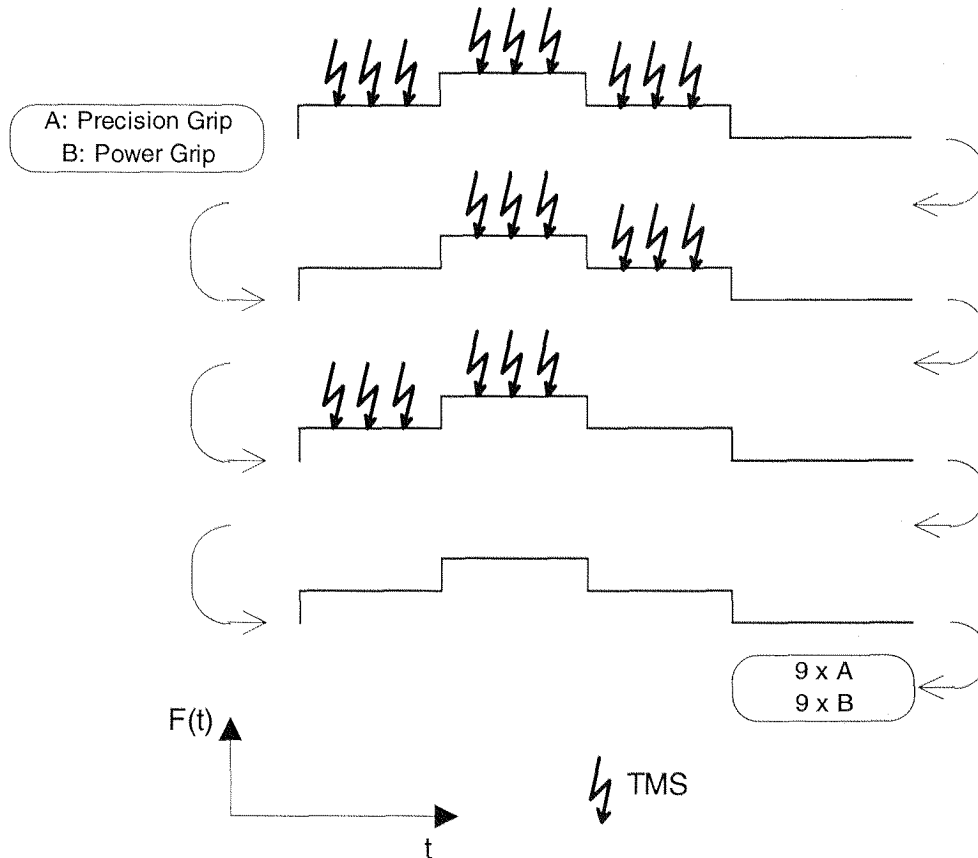 A: Precision Grip
B: Power Grip
9 x A
9 x B
F(t)
TMS
t